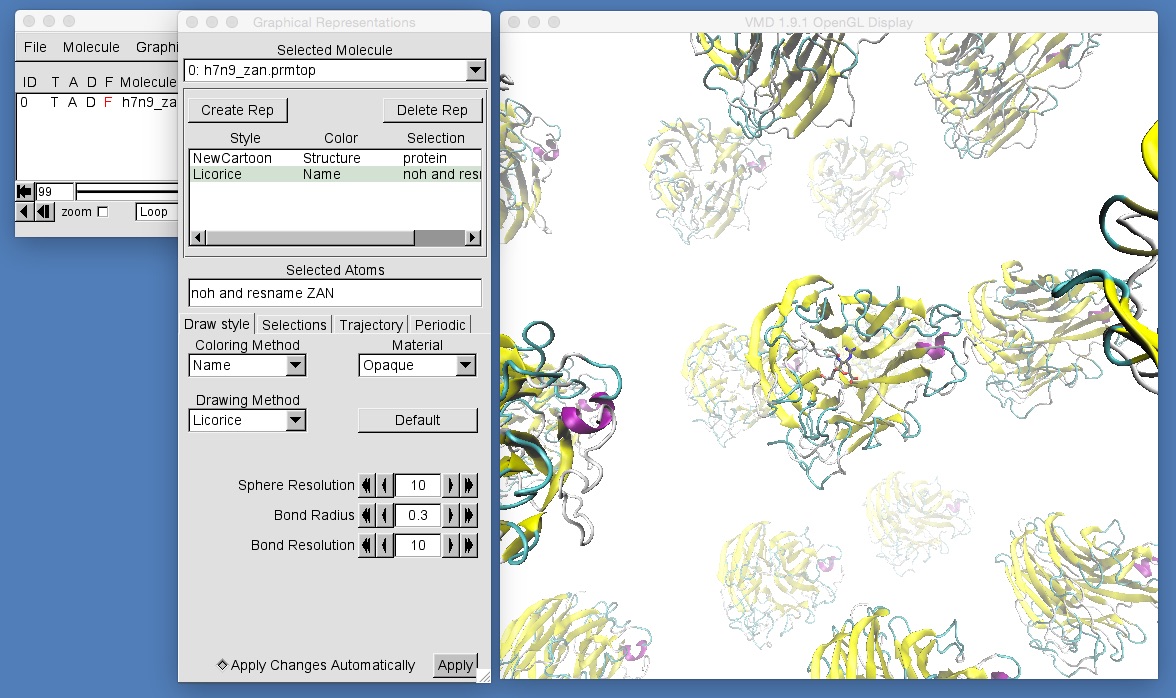 File Molecule Graphi
ID T A D F Molecule
0 T A D F h7n9_za
99
zoom Loop
Graphical Representations
Selected Molecule
0: h7n9_zan.prmtop
Create Rep Delete Rep
Style Color Selection
NewCartoon Structure protein
Licorice Name noh and resn
Selected Atoms
noh and resname ZAN
Draw style Selections Trajectory Periodic
Coloring Method Material
Name Opaque
Drawing Method
Licorice Default
Sphere Resolution 10
Bond Radius 0.3
Bond Resolution 10
Apply Changes Automatically Apply
VMD 1.9.1 OpenGL Display